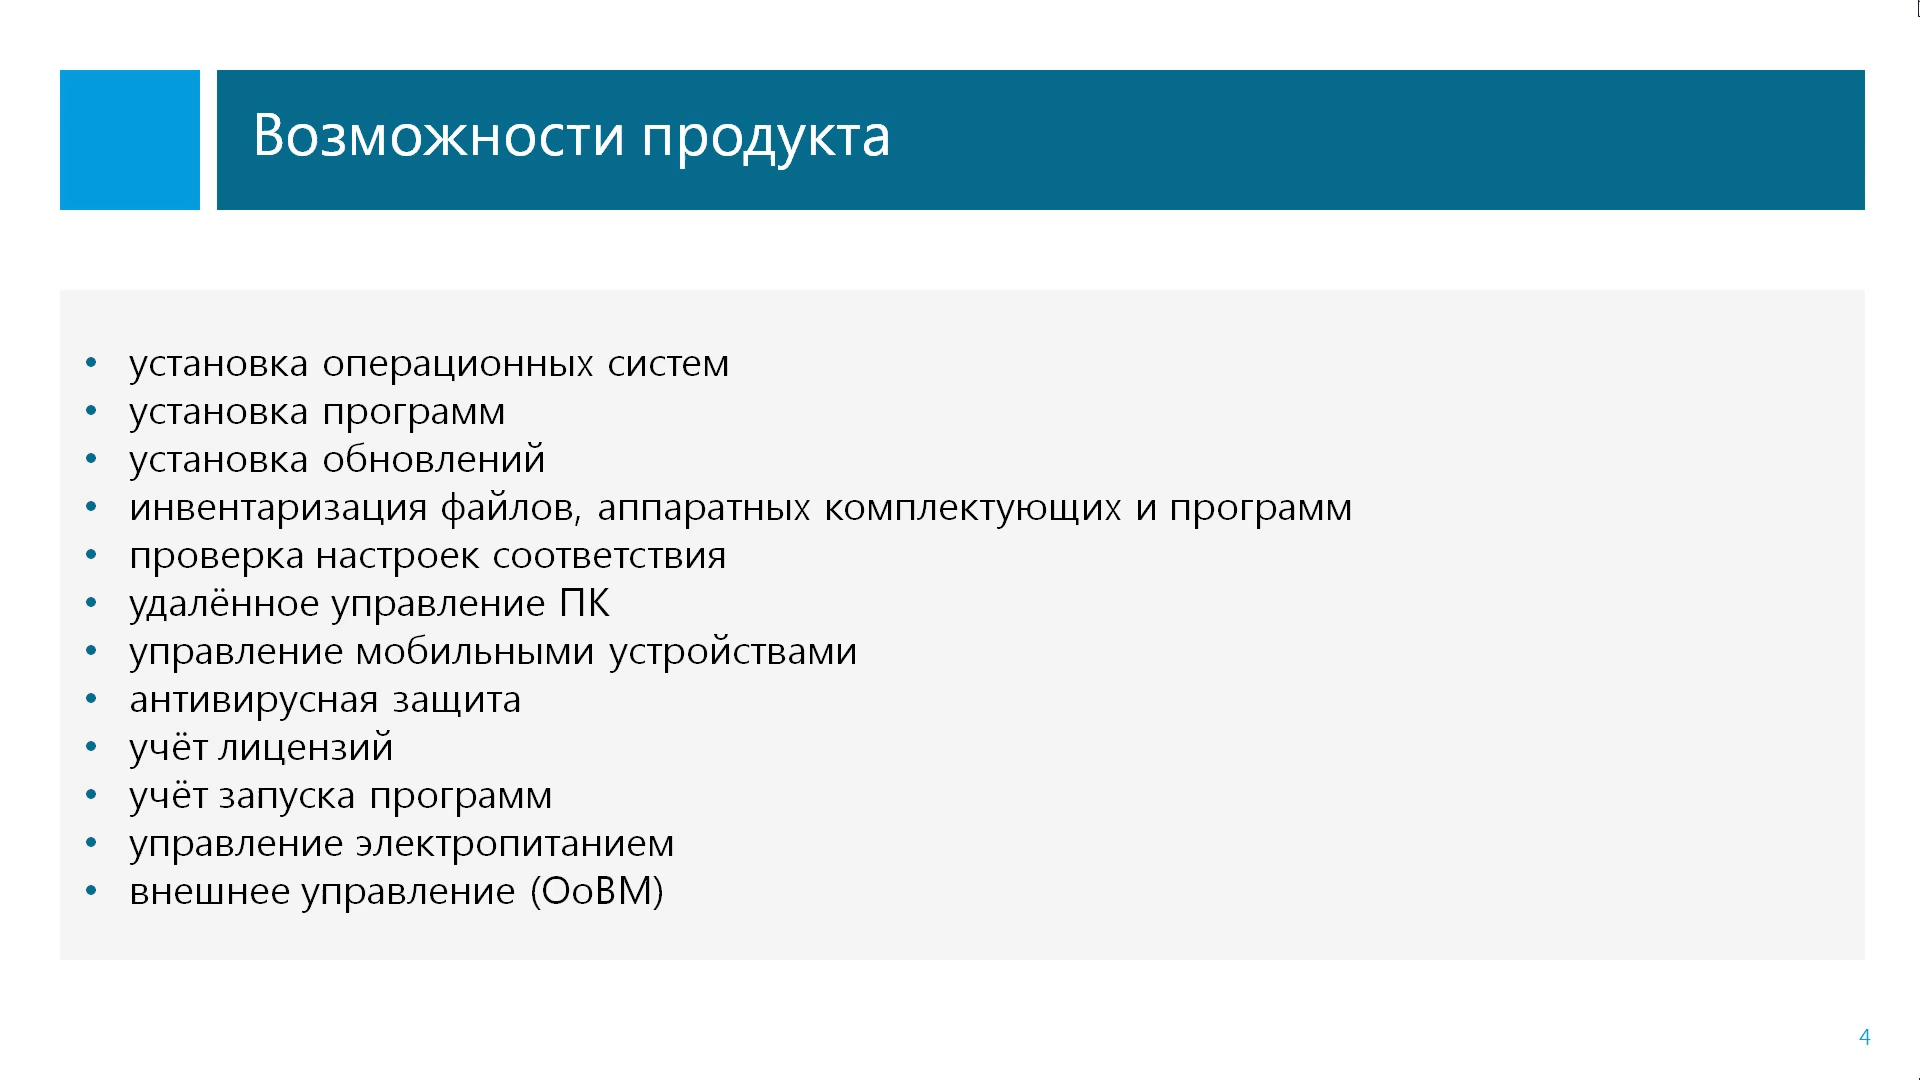 Возможности продукта
• установка операционных систем
• установка программ
• установка обновлений
• инвентаризация файлов, аппаратных комплектующих и программ
• проверка настроек соответствия
• удалённое управление ПК
• управление мобильными устройствами
• антивирусная защита
• учёт лицензий
• учёт запуска программ
• управление электропитанием
• внешнее управление (OoBM)
4